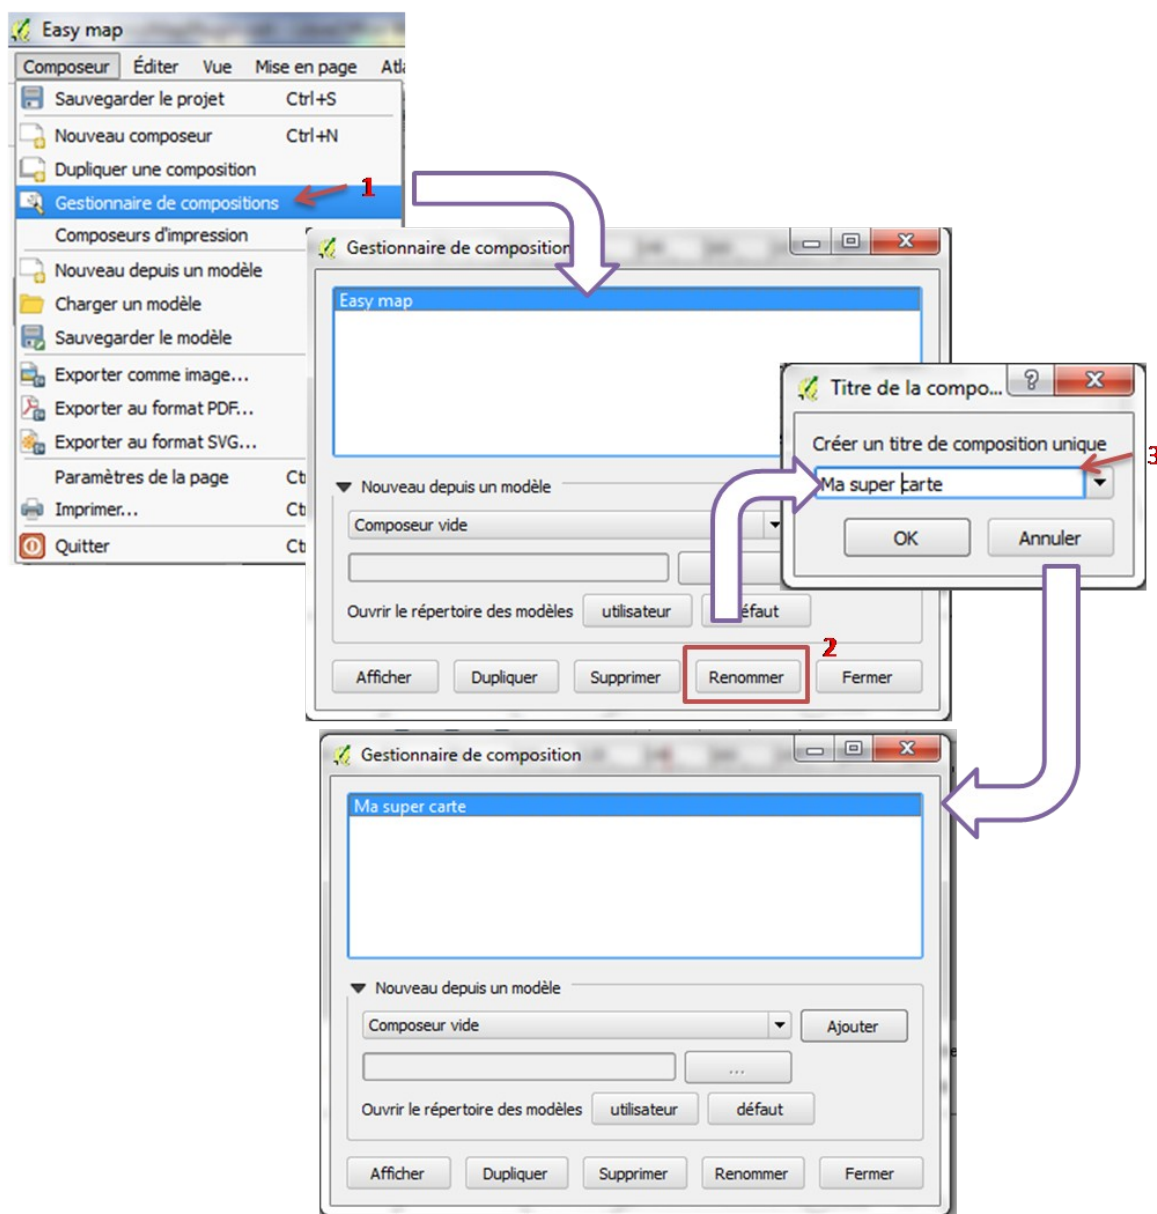 Easy map
Composeur Éditer Vue Mise en page
Sauvegarder le projet Ctrl+S
Nouveau composeur Ctrl+N
Dupliquer une composition
Gestionnaire de compositions 1
Composeurs d'impression
Nouveau depuis un modèle
Charger un modèle
Sauvegarder le modèle
Exporter comme image...
Exporter au format PDF...
Exporter au format SVG...
Paramètres de la page
Imprimer...
Quitter
Gestionnaire de composition
Easy map
Nouveau depuis un modèle
Composeur vide
Ouvrir le répertoire des modèles utilisateur défaut
2
Afficher Dupliquer Supprimer Renommer Fermer
Titre de la compo...
Créer un titre de composition unique
3
Ma super carte
OK Annuler
Gestionnaire de composition
Ma super carte
Nouveau depuis un modèle
Composeur vide Ajouter
...
Ouvrir le répertoire des modèles utilisateur défaut
Afficher Dupliquer Supprimer Renommer Fermer